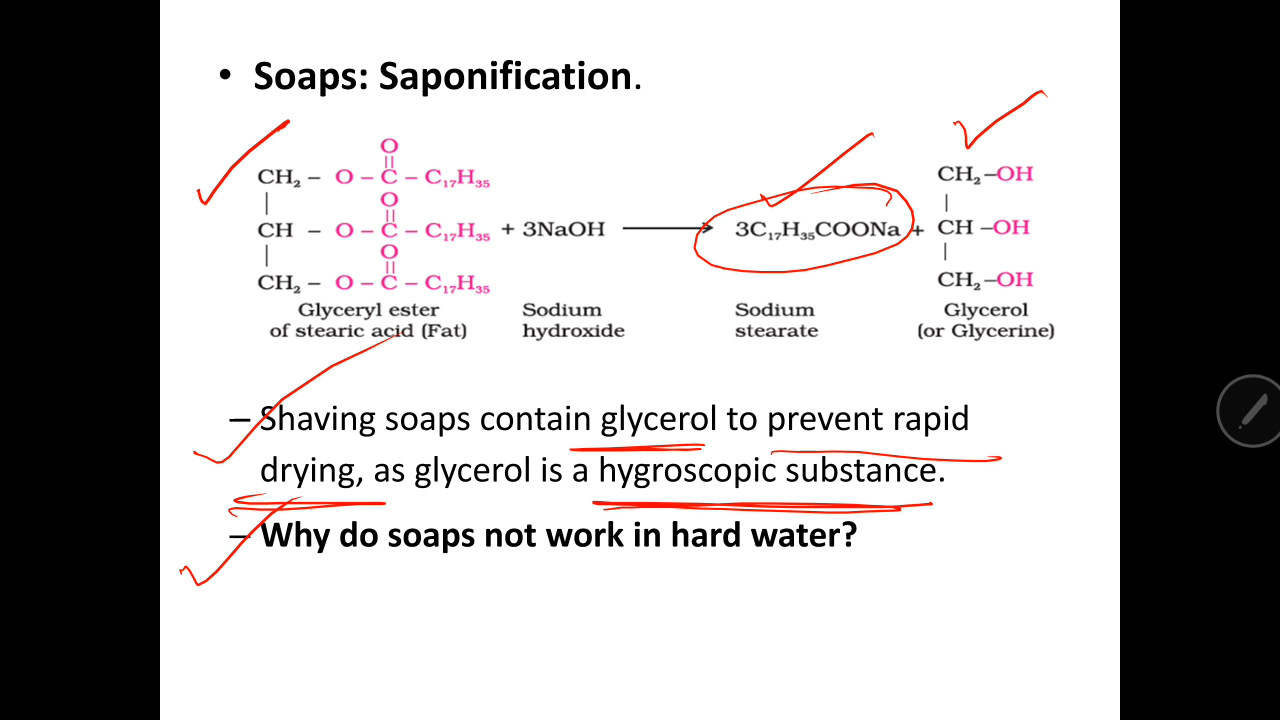 • Soaps: Saponification.
O
||
CH₂ – O – C – C₁₇H₃₅ CH₂–OH
| O |
||
CH – O – C – C₁₇H₃₅ + 3NaOH ⟶ 3C₁₇H₃₅COONa + CH –OH
| O |
||
CH₂ – O – C – C₁₇H₃₅ CH₂–OH
Glyceryl ester Sodium Sodium Glycerol
of stearic acid (Fat) hydroxide stearate (or Glycerine)
– Shaving soaps contain glycerol to prevent rapid
drying, as glycerol is a hygroscopic substance.
– Why do soaps not work in hard water?